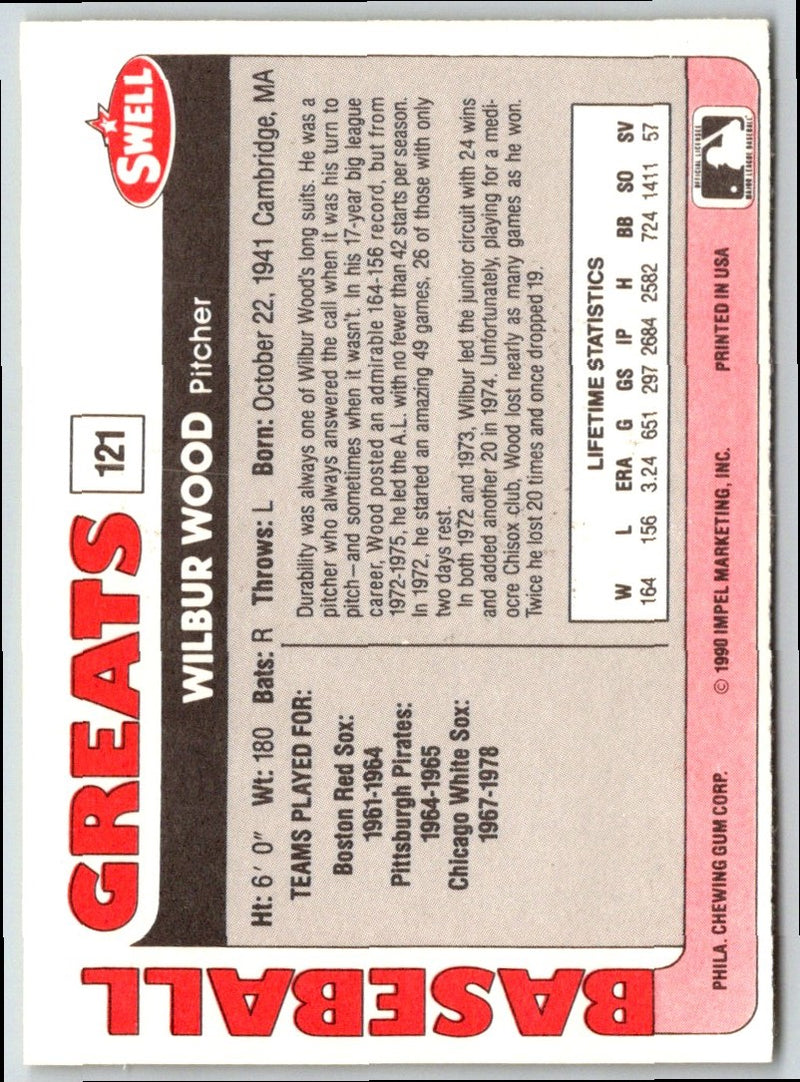 BASEBALL
GREATS
121
SWELL
WILBUR WOOD Pitcher
Ht: 6' 0" Wt: 180 Bats: R Throws: L Born: October 22, 1941 Cambridge, MA
TEAMS PLAYED FOR:
Boston Red Sox:
1961-1964
Pittsburgh Pirates:
1964-1965
Chicago White Sox:
1967-1978
Durability was always one of Wilbur Wood's long suits. He was a
pitcher who always answered the call when it was his turn to
pitch—and sometimes when it wasn't. In his 17-year big league
career, Wood posted an admirable 164-156 record, but from
1972-1975, he led the A.L. with no fewer than 42 starts per season.
In 1972, he started an amazing 49 games, 26 of those with only
two days rest.
In both 1972 and 1973, Wilbur led the junior circuit with 24 wins
and added another 20 in 1974. Unfortunately, playing for a medi-
ocre Chisox club, Wood lost nearly as many games as he won.
Twice he lost 20 times and once dropped 19.
LIFETIME STATISTICS
W L ERA G GS IP H BB SO SV
164 156 3.24 651 297 2684 2582 724 1411 57
PHILA. CHEWING GUM CORP. © 1990 IMPEL MARKETING, INC. PRINTED IN USA
OFFICIAL LICENSEE
MAJOR LEAGUE BASEBALL